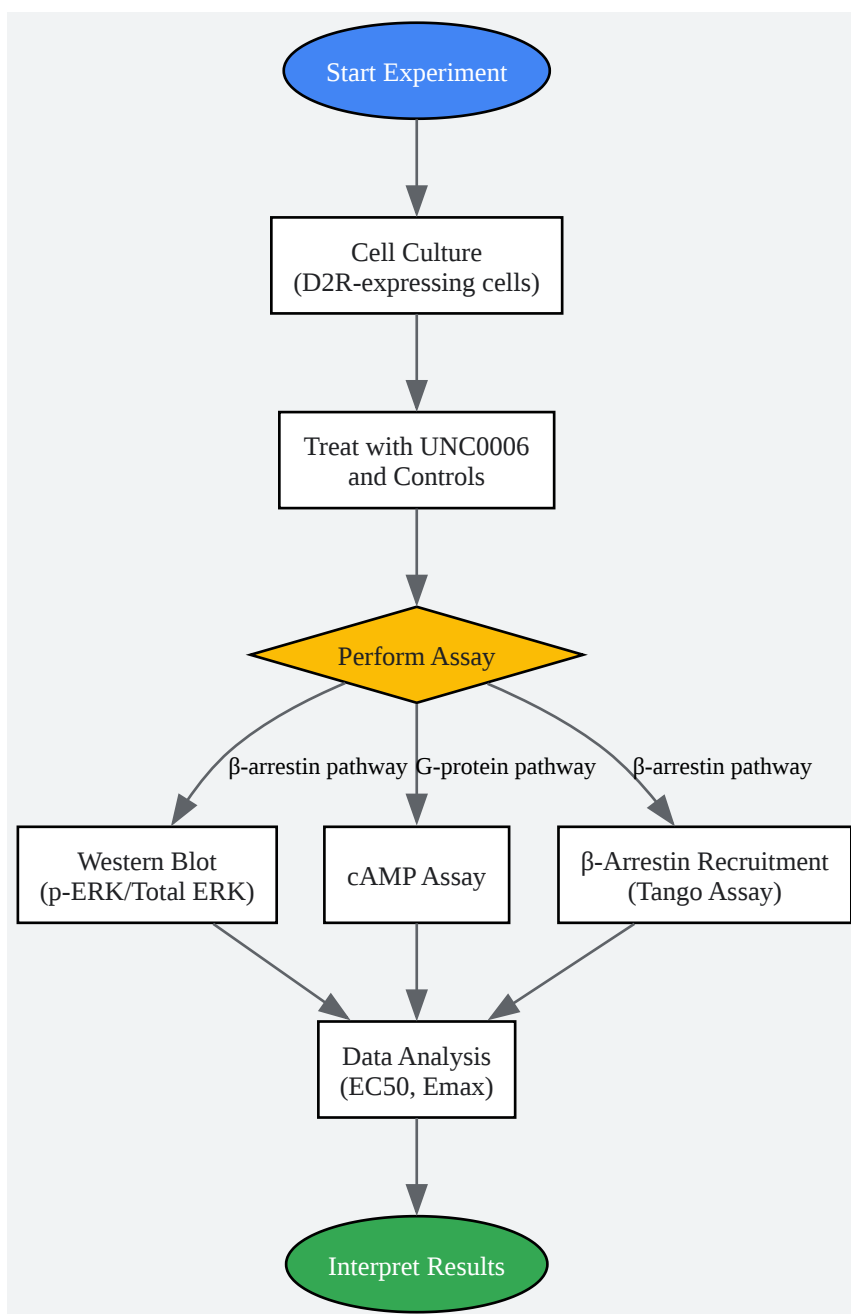 Start Experiment
Cell Culture
(D2R-expressing cells)
Treat with UNC0006
and Controls
Perform Assay
β-arrestin pathway
G-protein pathway
β-arrestin pathway
Western Blot
(p-ERK/Total ERK)
cAMP Assay
β-Arrestin Recruitment
(Tango Assay)
Data Analysis
(EC50, Emax)
Interpret Results